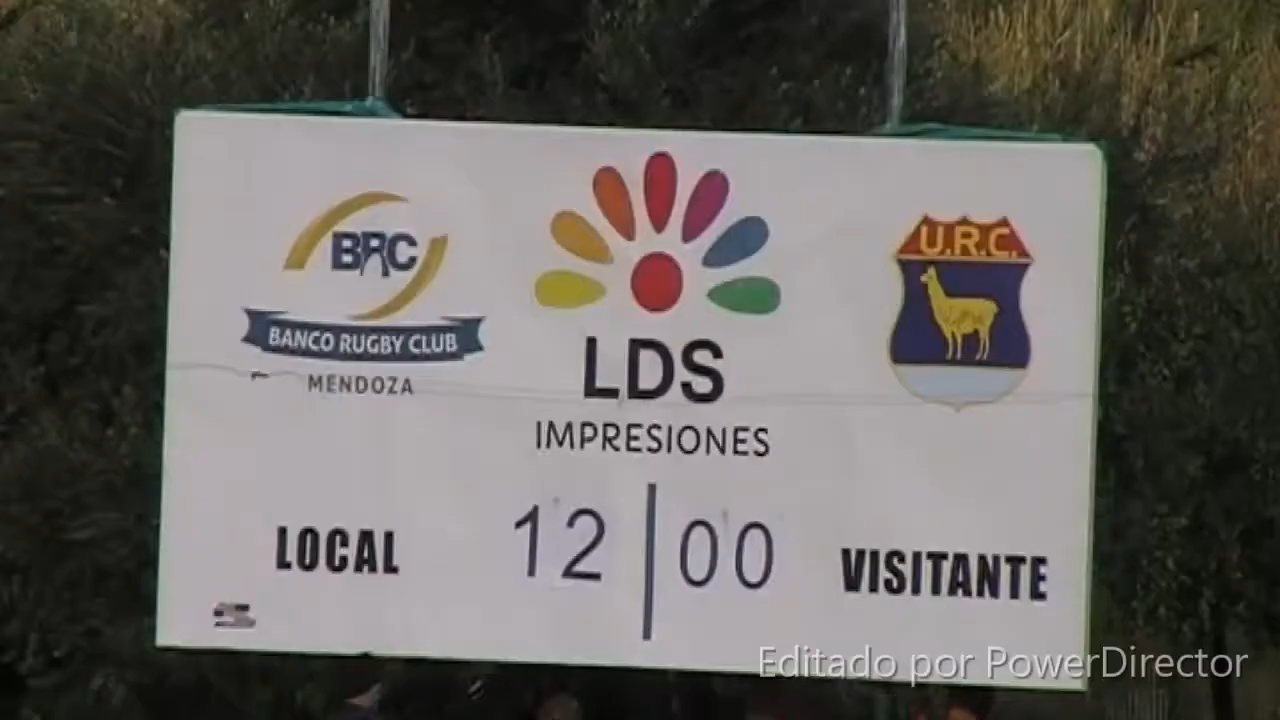 BRC
BANCO RUGBY CLUB
MENDOZA
LDS
IMPRESIONES
U.R.C.
LOCAL 12 | 00 VISITANTE
Editado por PowerDirector